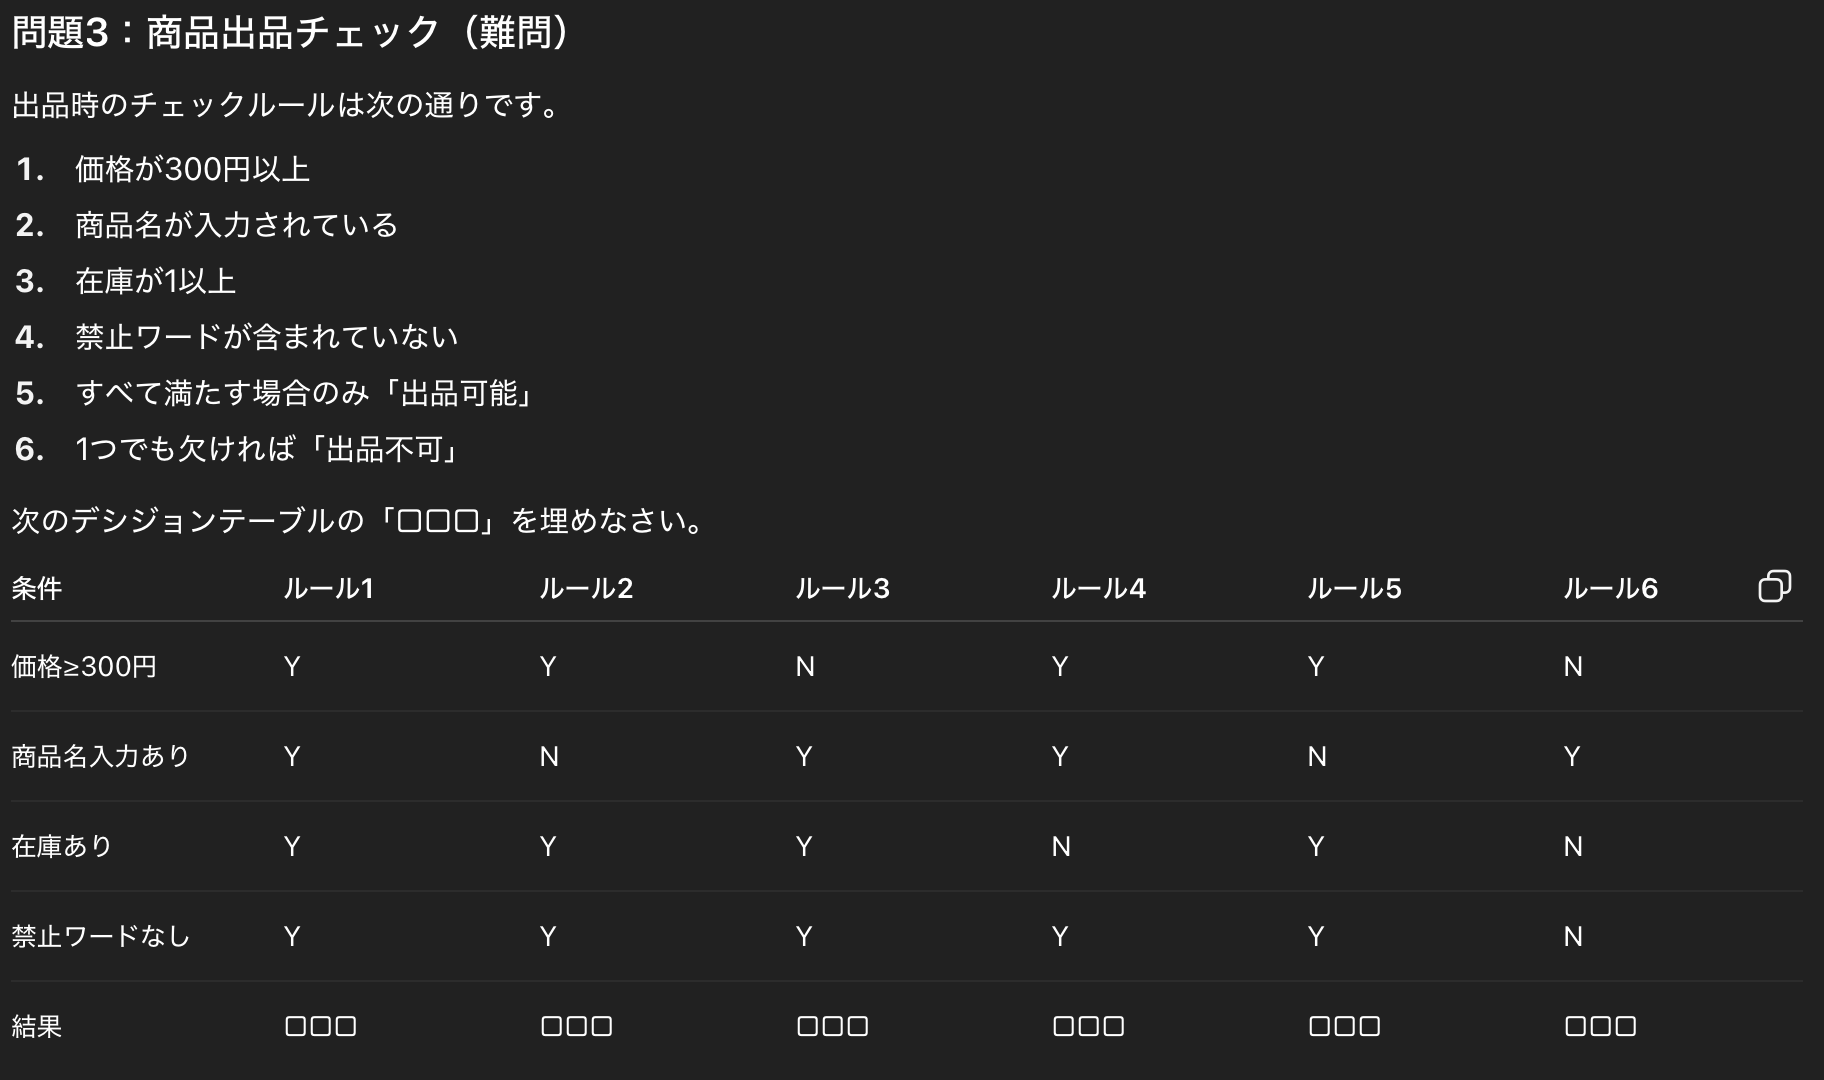 問題3：商品出品チェック（難問）
出品時のチェックルールは次の通りです。
1. 価格が300円以上
2. 商品名が入力されている
3. 在庫が1以上
4. 禁止ワードが含まれていない
5. すべて満たす場合のみ「出品可能」
6. 1つでも欠ければ「出品不可」
次のデシジョンテーブルの「▢▢▢」を埋めなさい。
条件 ルール1 ルール2 ルール3 ルール4 ルール5 ルール6
価格≥300円 Y Y N Y Y N
商品名入力あり Y N Y Y N Y
在庫あり Y Y Y N Y N
禁止ワードなし Y Y Y Y Y N
結果 ▢▢▢ ▢▢▢ ▢▢▢ ▢▢▢ ▢▢▢ ▢▢▢